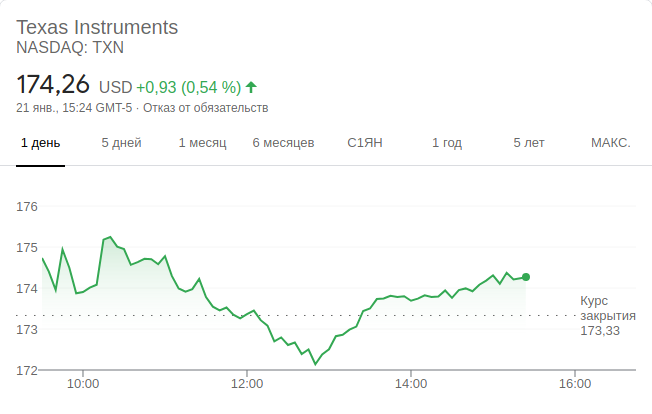 Texas Instruments
NASDAQ: TXN
174,26 USD +0,93 (0,54 %)
21 янв., 15:24 GMT-5 · Отказ от обязательств
1 день 5 дней 1 месяц 6 месяцев С1ЯН 1 год 5 лет МАКС.
176
175
174
Курс
закрытия
173,33
173
172
10:00 12:00 14:00 16:00